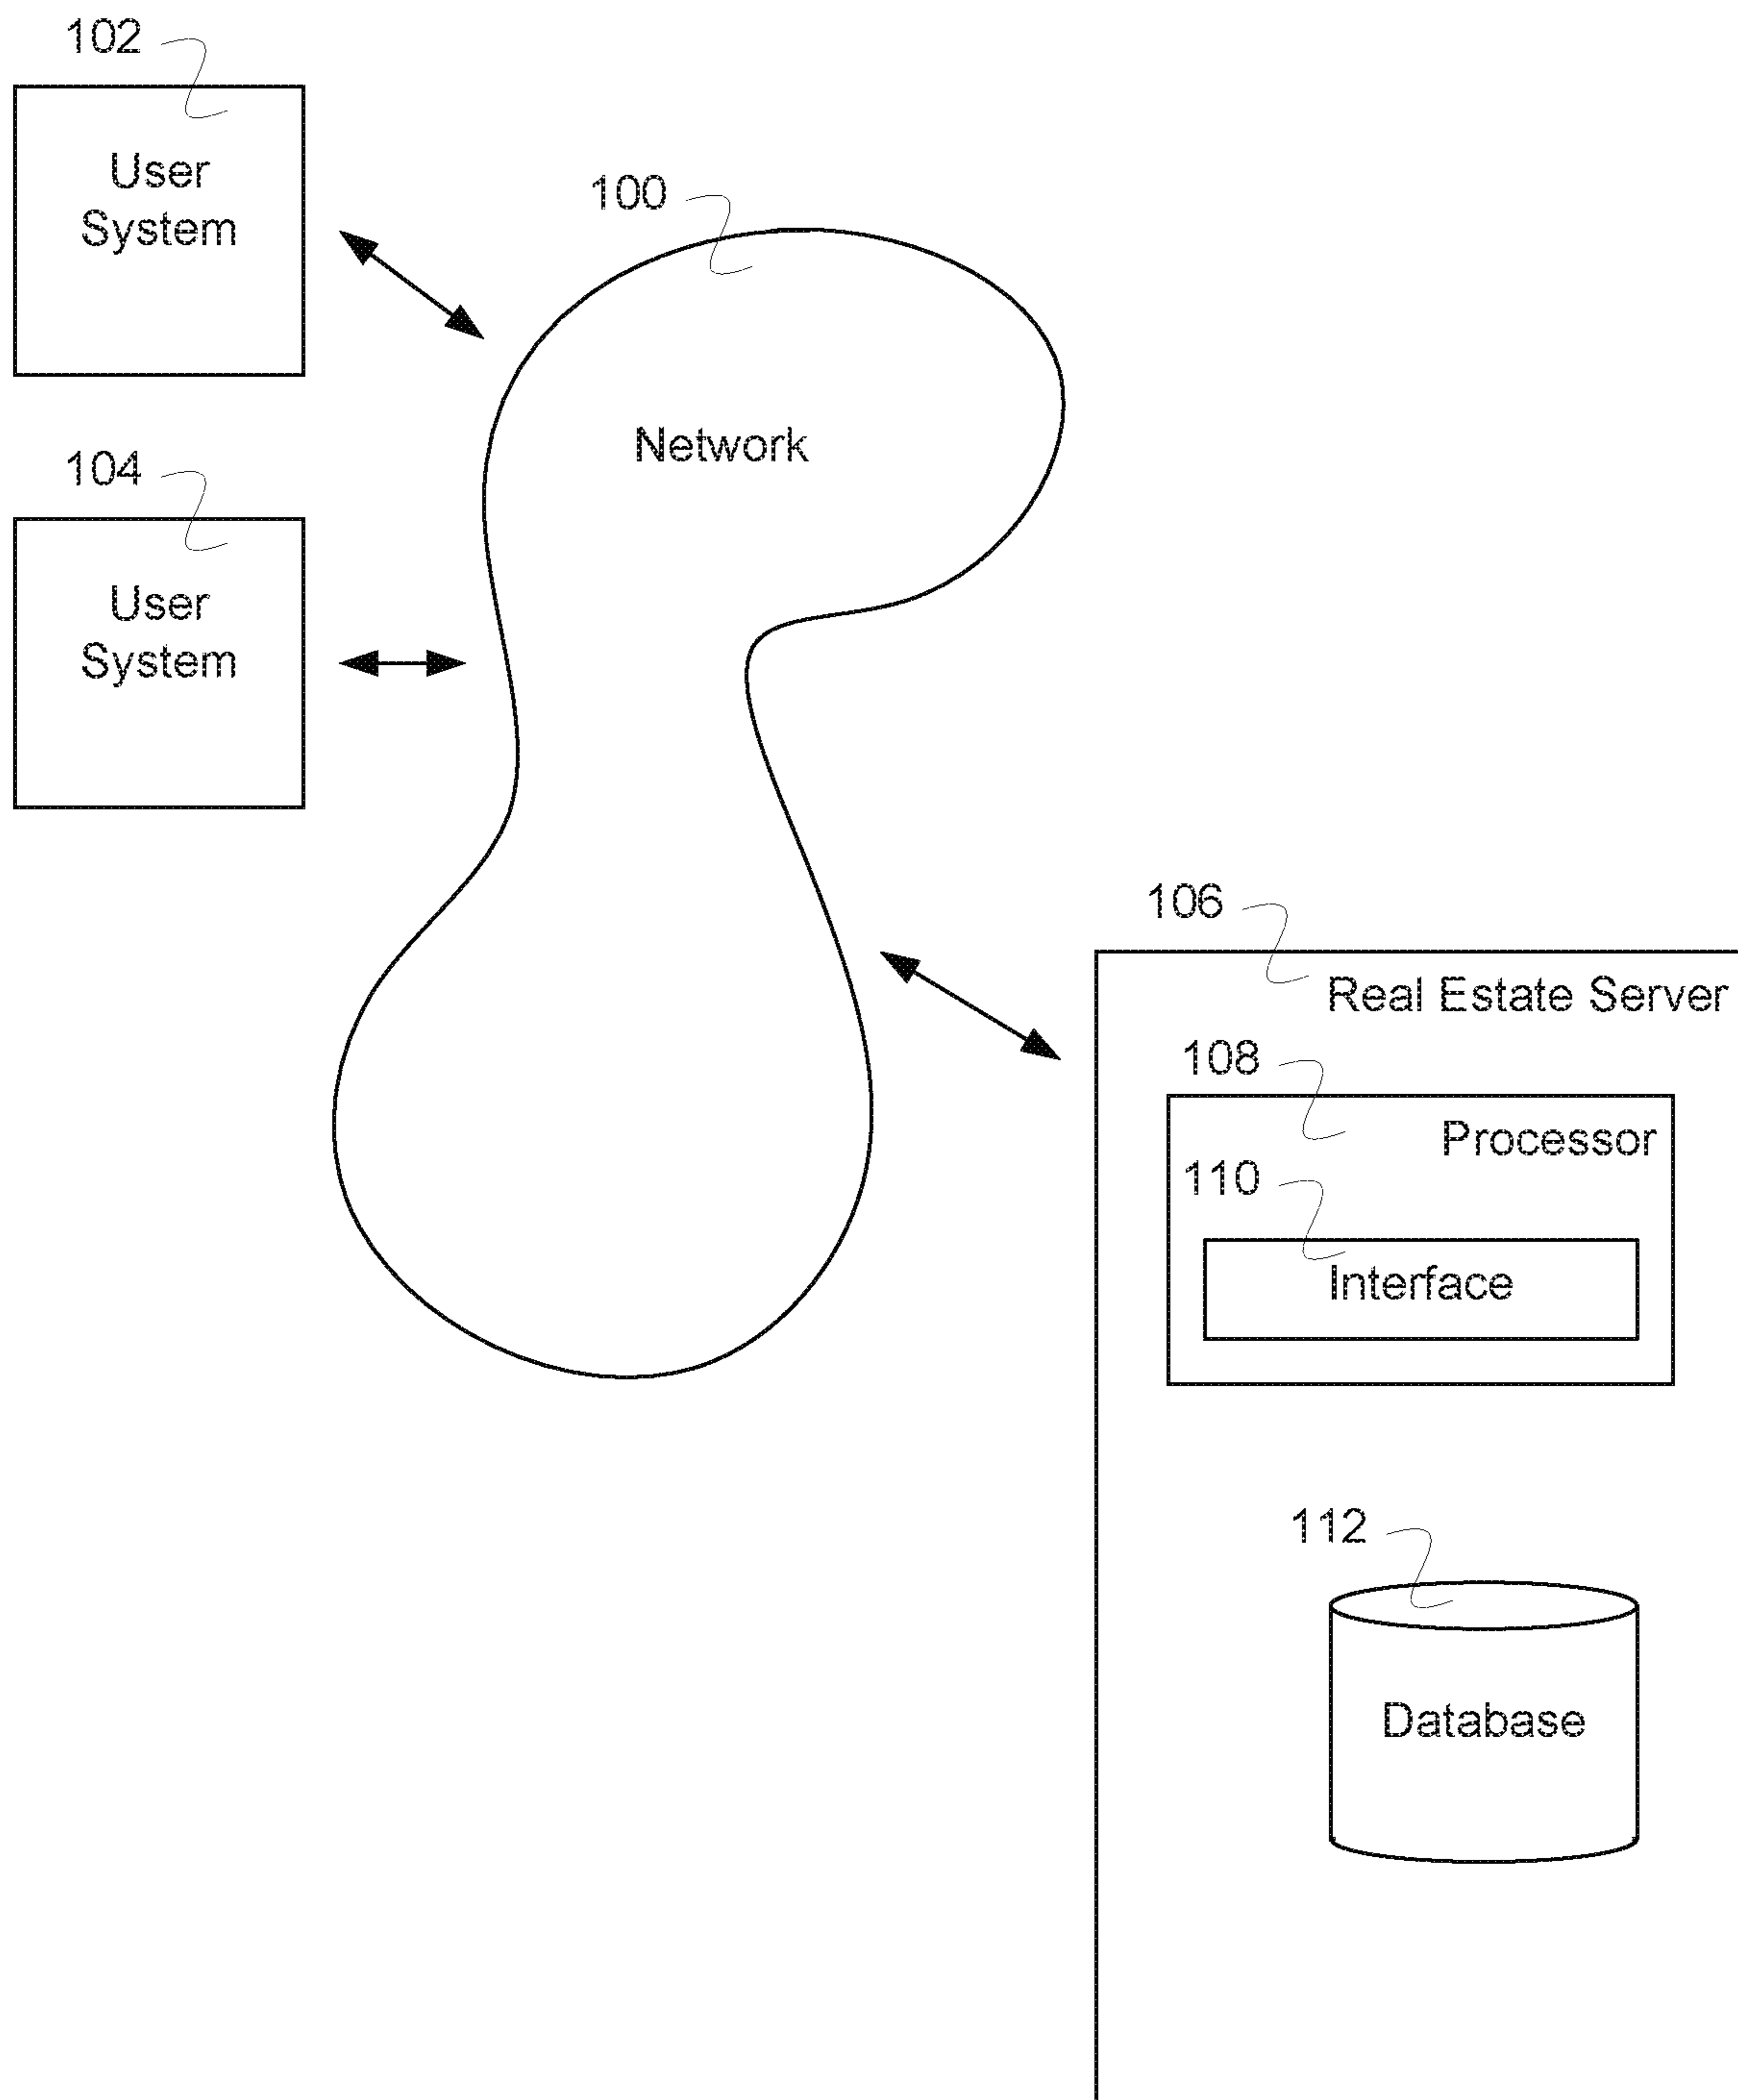 102
User
System
100
Network
104
User
System
106
Real Estate Server
108
Processor
110
Interface
112
Database